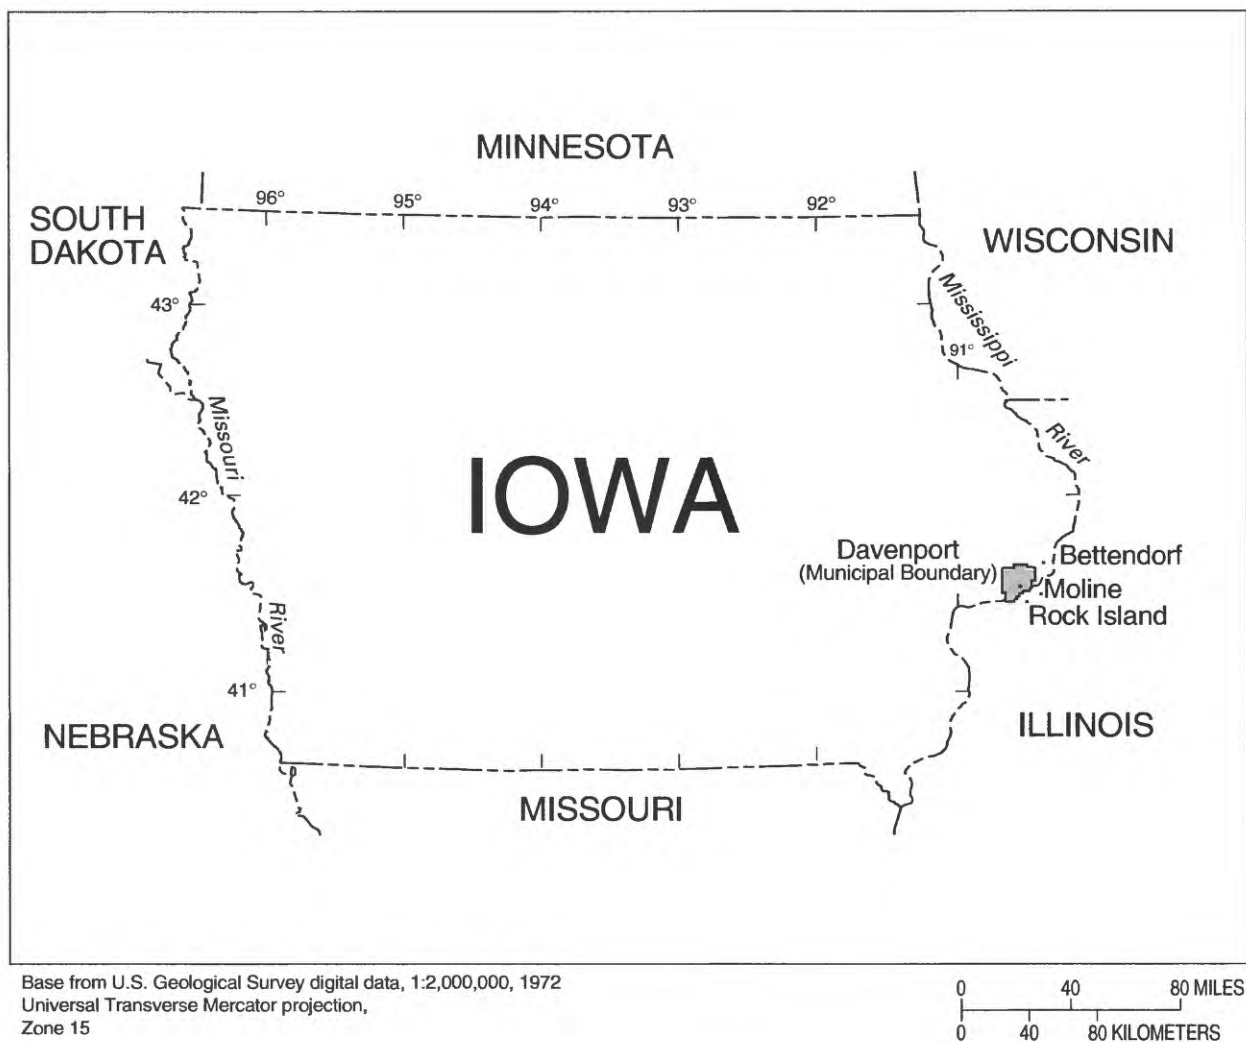 MINNESOTA
SOUTH
DAKOTA
96°
95°
94°
93°
92°
WISCONSIN
43°
Mississippi
91°
Missouri
River
IOWA
42°
Davenport
(Municipal Boundary)
Bettendorf
Moline
Rock Island
River
41°
NEBRASKA
ILLINOIS
MISSOURI
Base from U.S. Geological Survey digital data, 1:2,000,000, 1972
Universal Transverse Mercator projection,
Zone 15
0 40 80 MILES
0 40 80 KILOMETERS